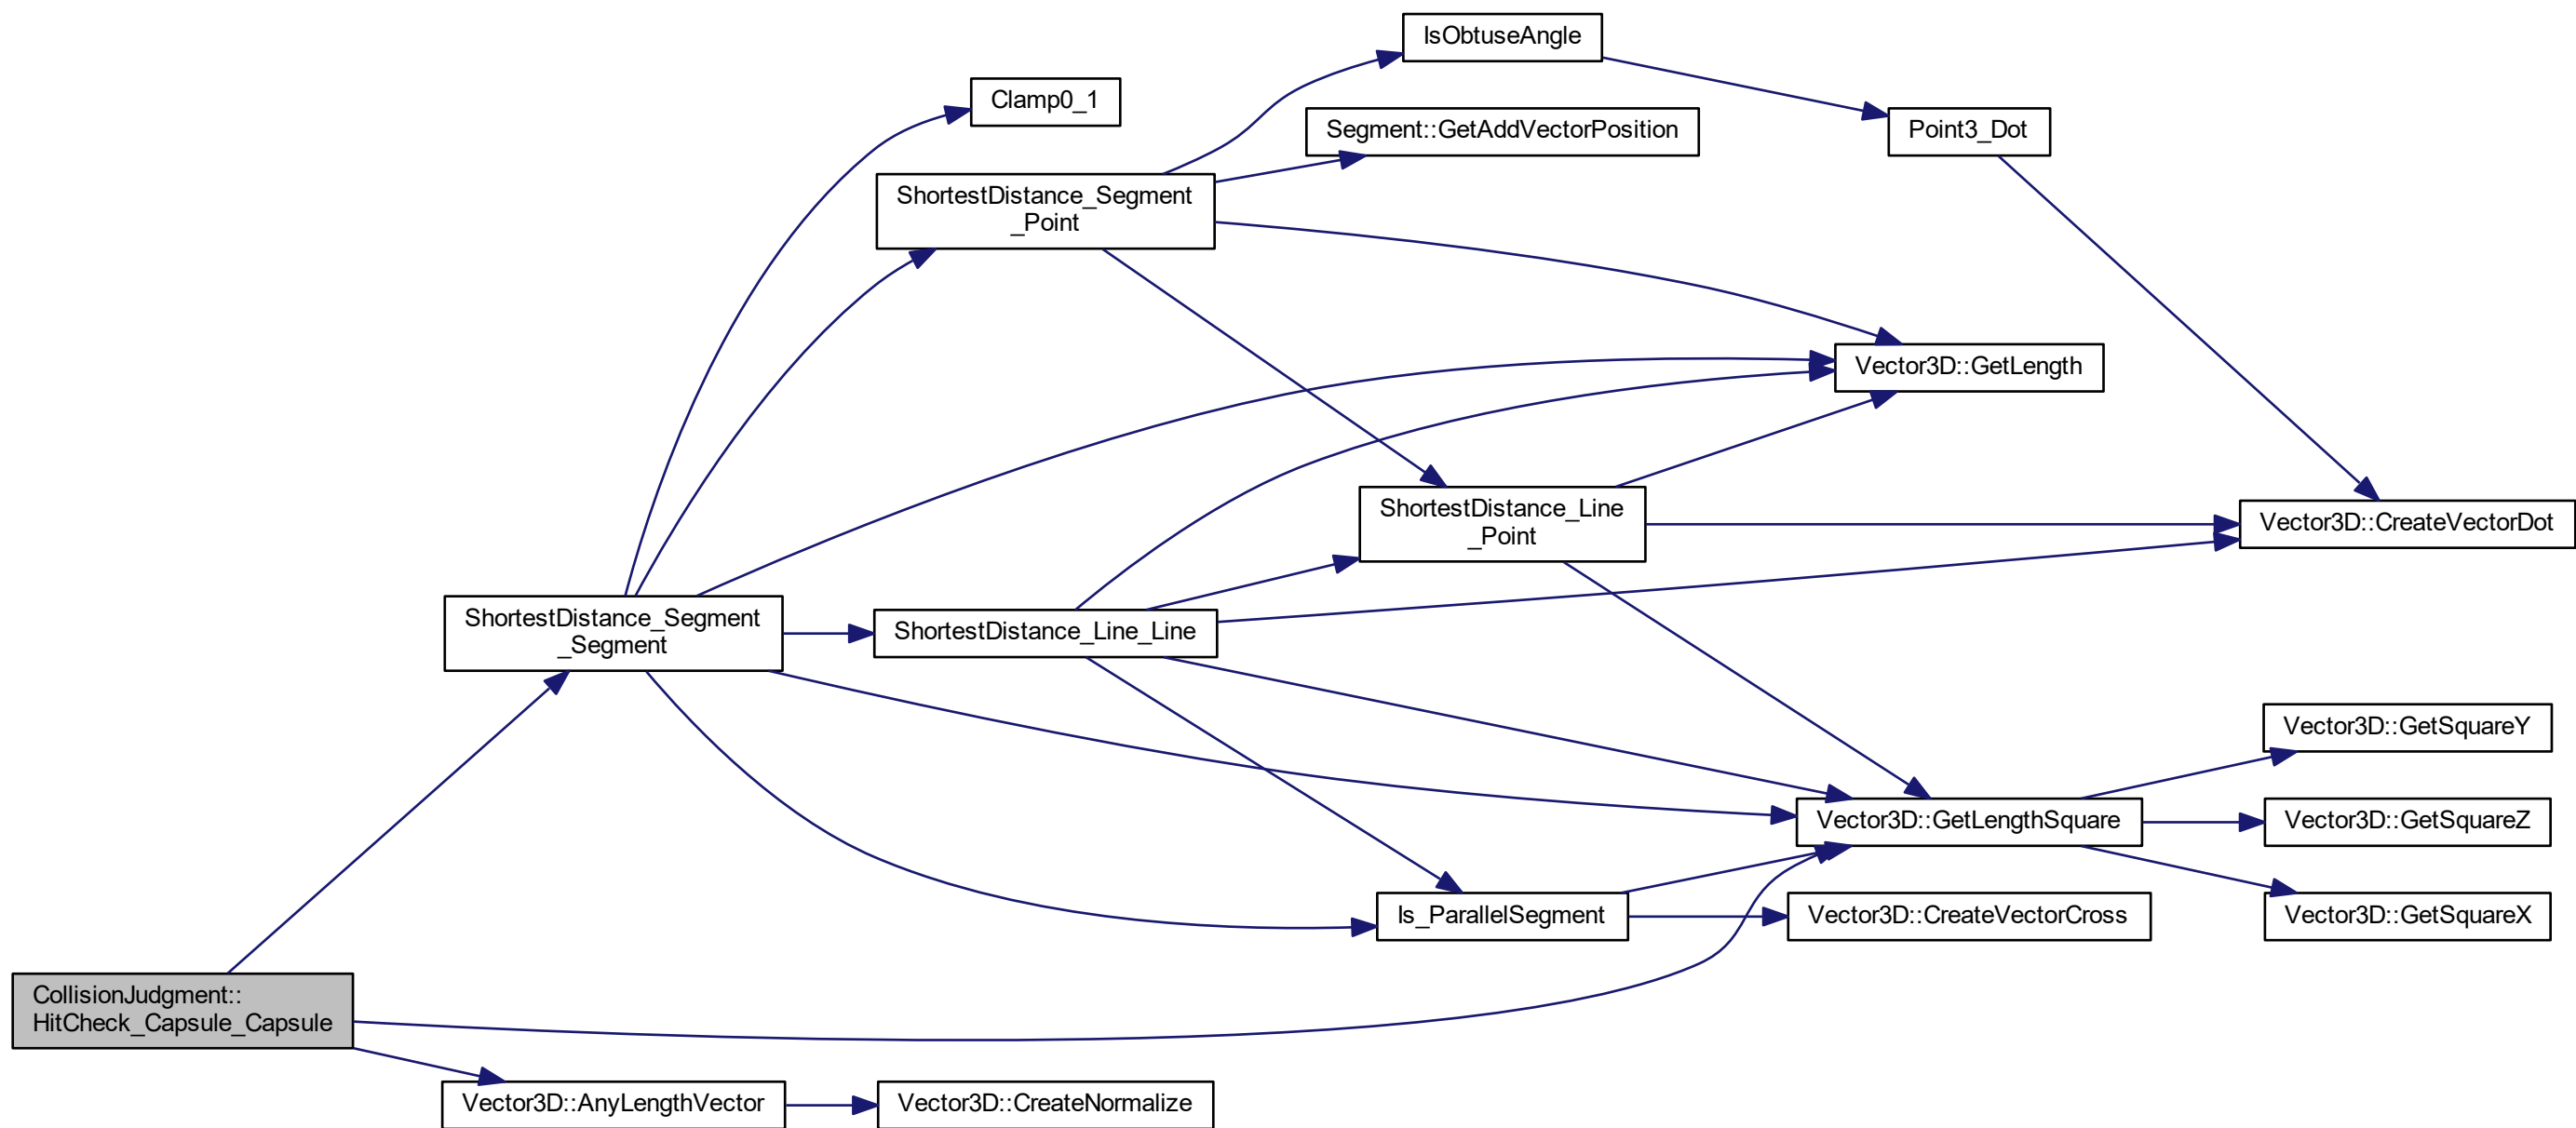 IsObtuseAngle
Clamp0_1
Segment::GetAddVectorPosition
Point3_Dot
ShortestDistance_Segment
_Point
Vector3D::GetLength
ShortestDistance_Line
_Point
Vector3D::CreateVectorDot
ShortestDistance_Segment
_Segment
ShortestDistance_Line_Line
Vector3D::GetSquareY
Vector3D::GetLengthSquare
Vector3D::GetSquareZ
Is_ParallelSegment
Vector3D::CreateVectorCross
Vector3D::GetSquareX
CollisionJudgment::
HitCheck_Capsule_Capsule
Vector3D::AnyLengthVector
Vector3D::CreateNormalize